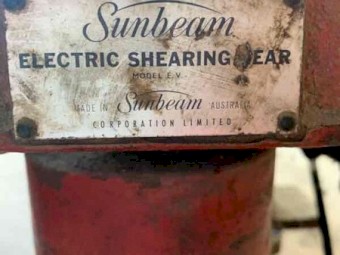 Sunbeam
ELECTRIC SHEARING GEAR
MODEL E.V.
MADE IN Sunbeam AUSTRALIA
CORPORATION LIMITED